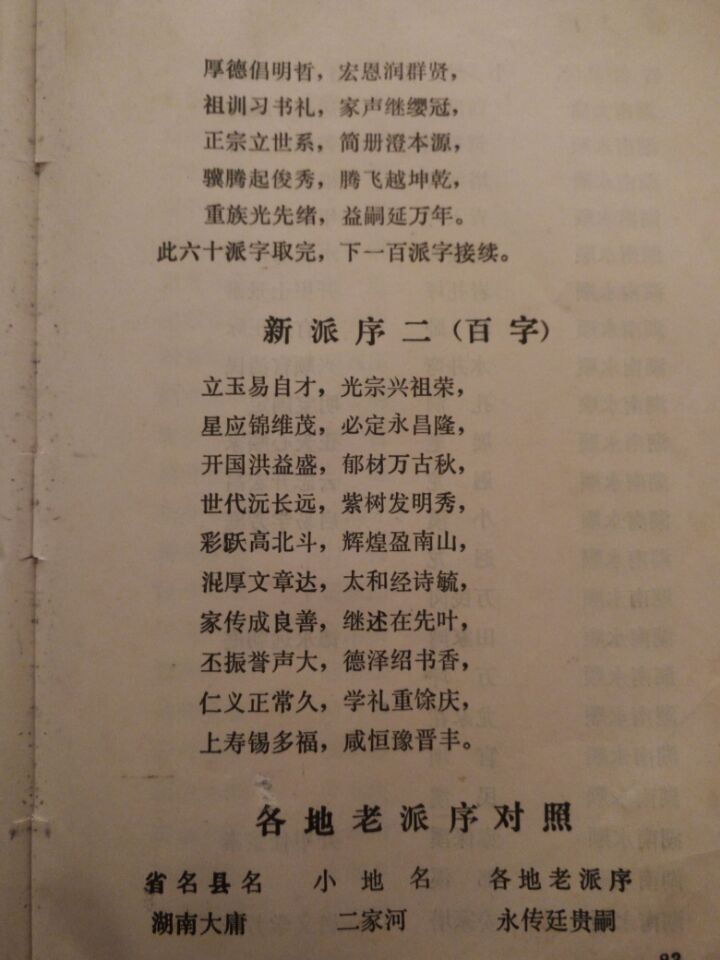 厚德倡明哲，宏恩润群贤，
祖训习书礼，家声继缨冠，
正宗立世系，简册澄本源，
骥腾起俊秀，腾飞越坤乾，
重族光先绪，益嗣延万年。
此六十派字取完，下一百派字接续。
新派序二（百字）
立玉易自才，光宗兴祖荣，
星应锦维茂，必定永昌隆，
开国洪益盛，郁材万古秋，
世代沅长远，紫树发明秀，
彩跃高北斗，辉煌盈南山，
混厚文章达，太和经诗毓，
家传成良善，继述在先叶，
丕振誉声大，德泽绍书香，
仁义正常久，学礼重馀庆，
上寿锡多福，咸恒豫晋丰。
各地老派序对照
省名县名 小地名 各地老派序
湖南大庸 二家河 永传廷贵嗣